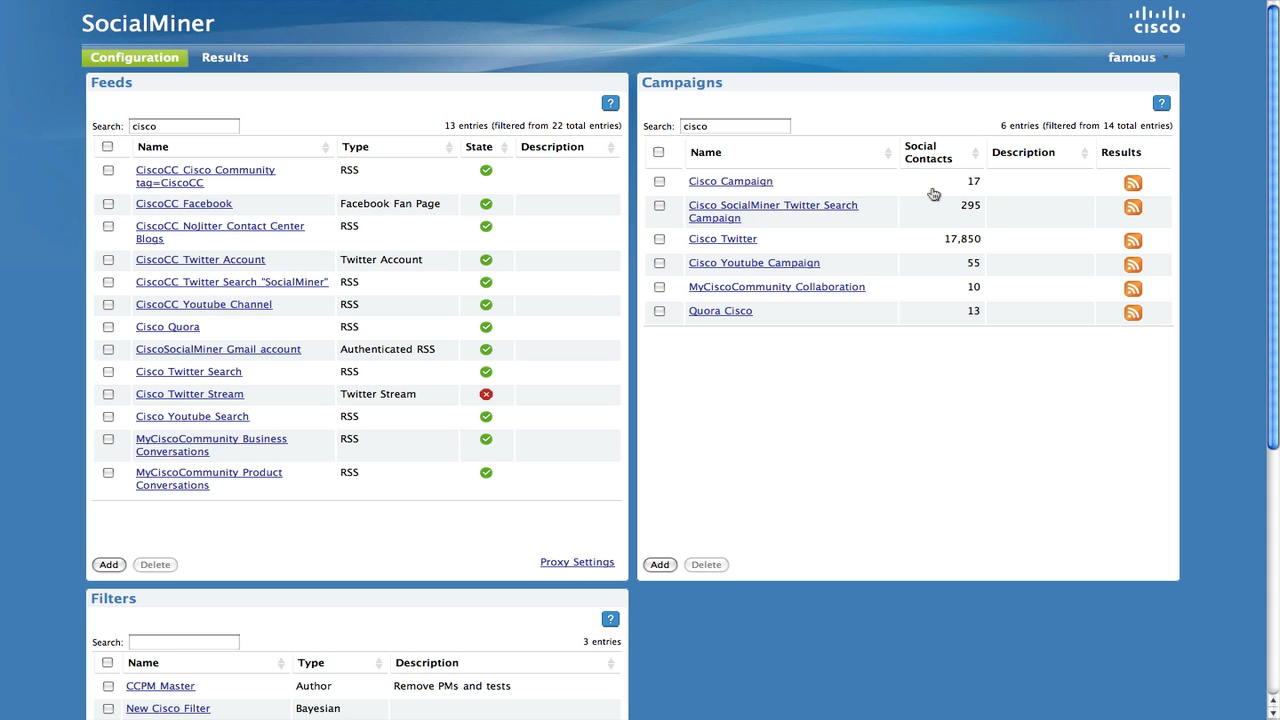 SocialMiner
cisco
Configuration Results
famous
Feeds
?
Search: cisco
13 entries (filtered from 22 total entries)
Name Type State Description
CiscoCC Cisco Community
tag=CiscoCC
RSS
CiscoCC Facebook Facebook Fan Page
CiscoCC NoJitter Contact Center
Blogs
RSS
CiscoCC Twitter Account Twitter Account
CiscoCC Twitter Search "SocialMiner" RSS
CiscoCC Youtube Channel RSS
Cisco Quora RSS
CiscoSocialMiner Gmail account Authenticated RSS
Cisco Twitter Search RSS
Cisco Twitter Stream Twitter Stream
Cisco Youtube Search RSS
MyCiscoCommunity Business
Conversations
RSS
MyCiscoCommunity Product
Conversations
RSS
Add Delete
Proxy Settings
Campaigns
?
Search: cisco
6 entries (filtered from 14 total entries)
Name
Social
Contacts
Description Results
Cisco Campaign 17
Cisco SocialMiner Twitter Search
Campaign
295
Cisco Twitter 17,850
Cisco Youtube Campaign 55
MyCiscoCommunity Collaboration 10
Quora Cisco 13
Add Delete
Filters
?
Search:
3 entries
Name Type Description
CCPM Master Author Remove PMs and tests
New Cisco Filter Bayesian